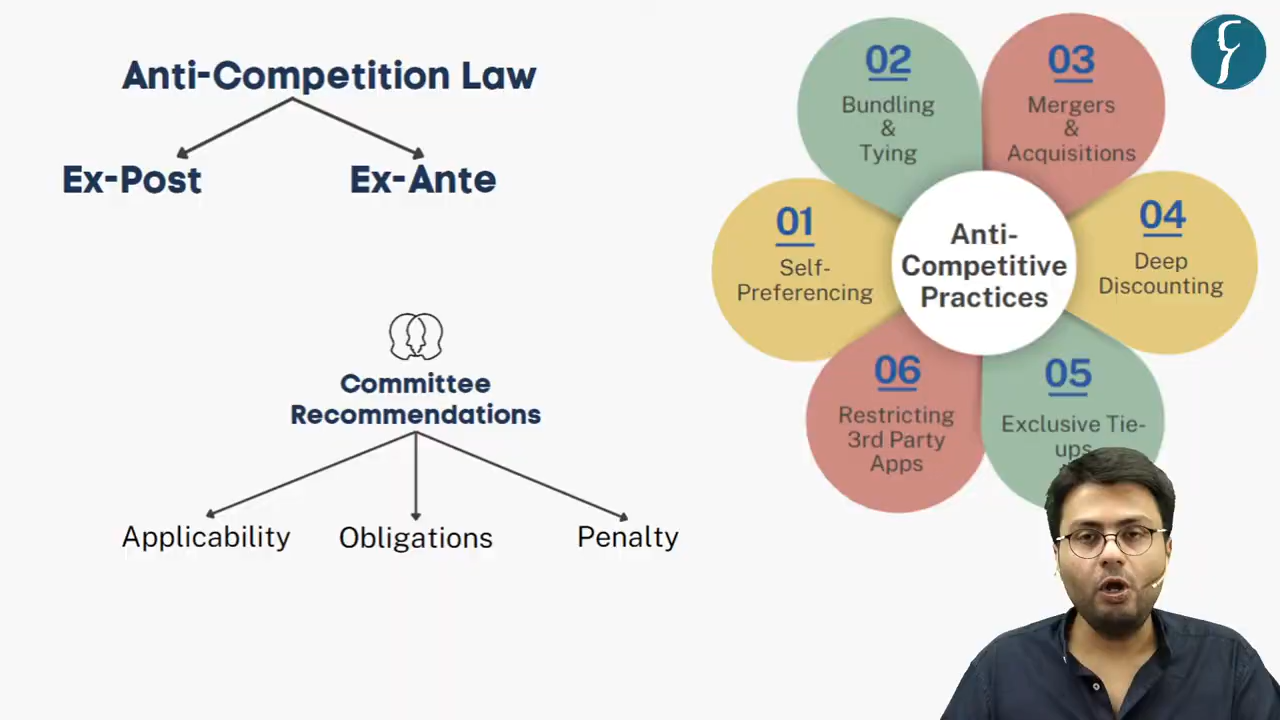 Anti-Competition Law
Ex-Post
Ex-Ante
Committee
Recommendations
Applicability
Obligations
Penalty
Anti-
Competitive
Practices
01
Self-
Preferencing
02
Bundling
&
Tying
03
Mergers
&
Acquisitions
04
Deep
Discounting
05
Exclusive Tie-
ups
06
Restricting
3rd Party
Apps